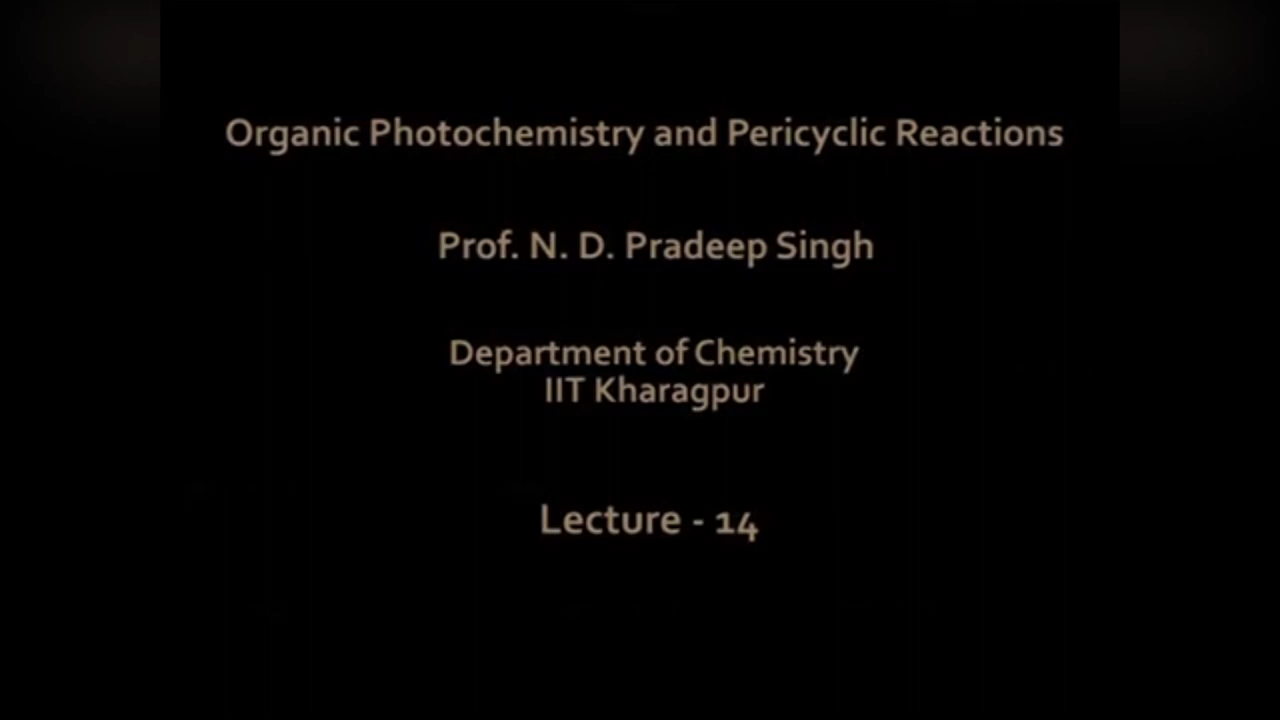 Organic Photochemistry and Pericyclic Reactions
Prof. N. D. Pradeep Singh
Department of Chemistry
IIT Kharagpur
Lecture - 14